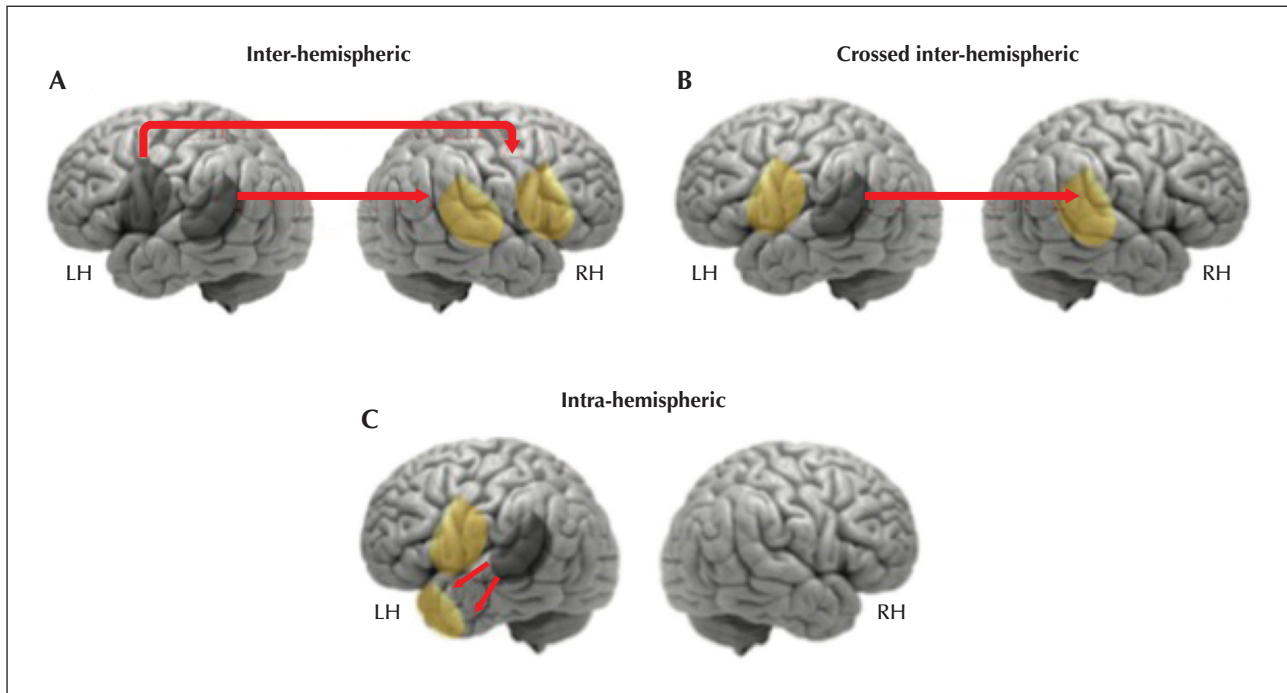 Inter-hemispheric
Crossed inter-hemispheric
A
B
LH
RH
LH
RH
Intra-hemispheric
C
LH
RH